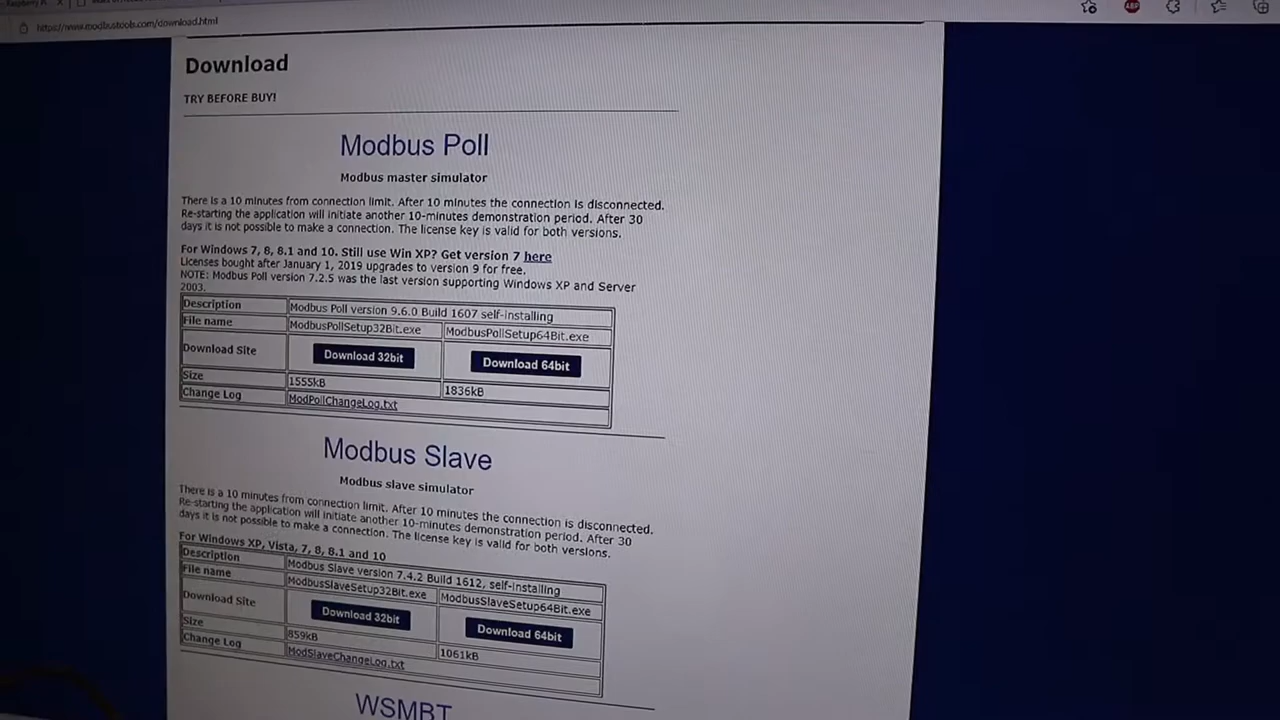 https://www.modbustools.com/download.html
ABP
Download
TRY BEFORE BUY!
Modbus Poll
Modbus master simulator
There is a 10 minutes from connection limit. After 10 minutes the connection is disconnected.
Re-starting the application will initiate another 10-minutes demonstration period. After 30
days it is not possible to make a connection. The license key is valid for both versions.
For Windows 7, 8, 8.1 and 10. Still use Win XP? Get version 7 here
Licenses bought after January 1, 2019 upgrades to version 9 for free.
NOTE: Modbus Poll version 7.2.5 was the last version supporting Windows XP and Server
2003.
Description Modbus Poll version 9.6.0 Build 1607 self-installing
File name ModbusPollSetup32Bit.exe ModbusPollSetup64Bit.exe
Download Site Download 32bit Download 64bit
Size 1555kB 1836kB
Change Log ModPollChangeLog.txt
Modbus Slave
Modbus slave simulator
There is a 10 minutes from connection limit. After 10 minutes the connection is disconnected.
Re-starting the application will initiate another 10-minutes demonstration period. After 30
days it is not possible to make a connection. The license key is valid for both versions.
For Windows XP, Vista, 7, 8, 8.1 and 10
Description Modbus Slave version 7.4.2 Build 1612, self-installing
File name ModbusSlaveSetup32Bit.exe ModbusSlaveSetup64Bit.exe
Download Site Download 32bit Download 64bit
Size 859kB 1061kB
Change Log ModSlaveChangeLog.txt
WSMBT